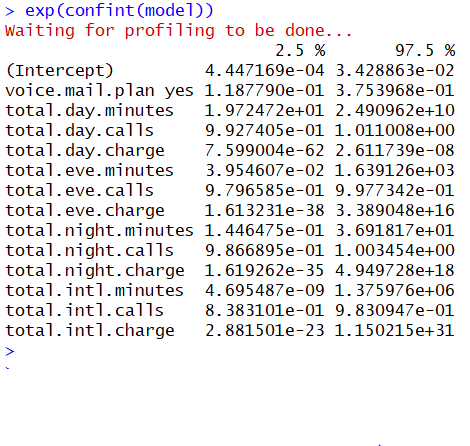 > exp(confint(model))
Waiting for profiling to be done...
                           2.5 %       97.5 %
(Intercept)         4.447169e-04 3.428863e-02
voice.mail.plan yes 1.187790e-01 3.753968e-01
total.day.minutes   1.972472e+01 2.490962e+10
total.day.calls     9.927405e-01 1.011008e+00
total.day.charge    7.599004e-62 2.611739e-08
total.eve.minutes   3.954607e-02 1.639126e+03
total.eve.calls     9.796585e-01 9.977342e-01
total.eve.charge    1.613231e-38 3.389048e+16
total.night.minutes 1.446475e-01 3.691817e+01
total.night.calls   9.866895e-01 1.003454e+00
total.night.charge  1.619262e-35 4.949728e+18
total.intl.minutes  4.695487e-09 1.375976e+06
total.intl.calls    8.383101e-01 9.830947e-01
total.intl.charge   2.881501e-23 1.150215e+31
>